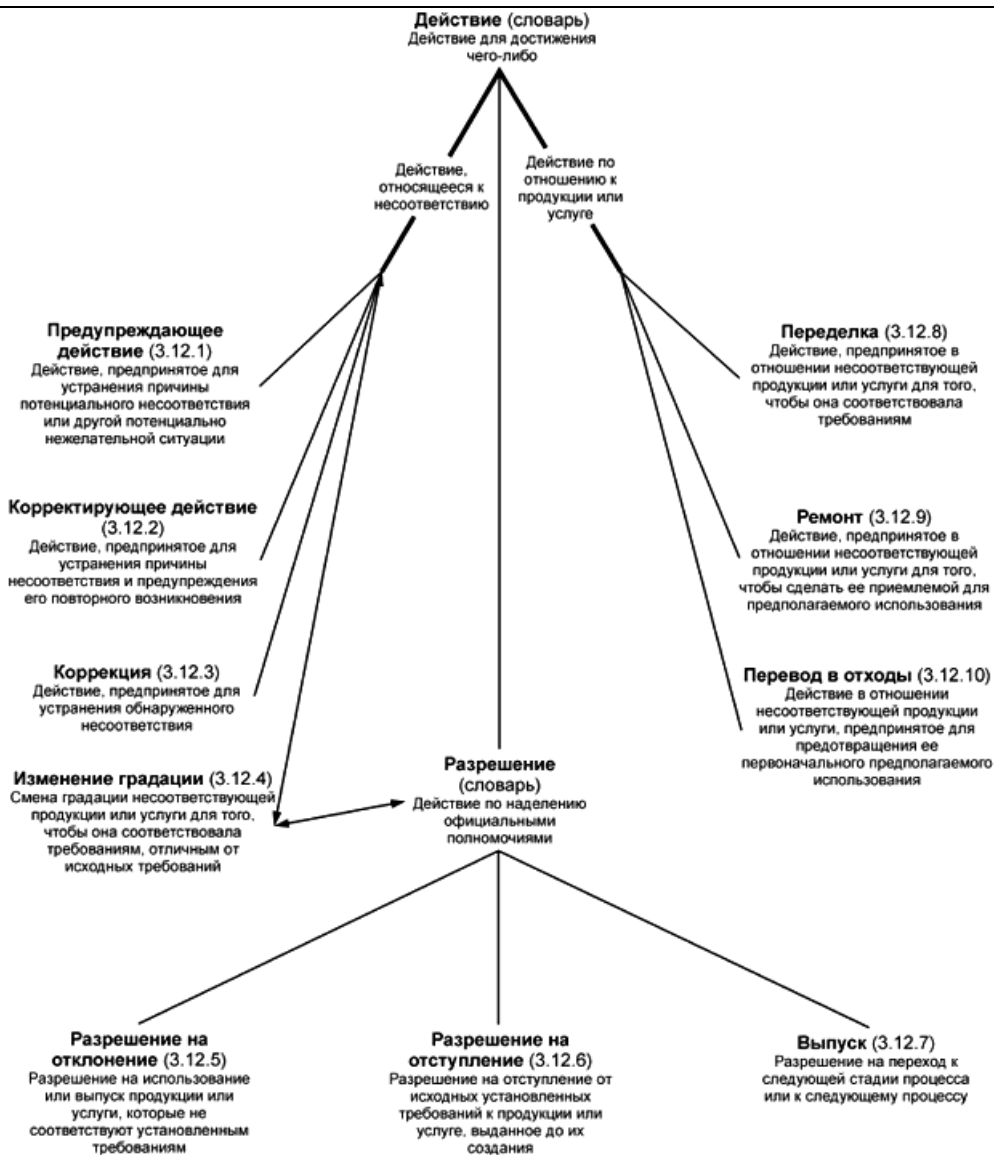 Действие (словарь)
Действие для достижения
чего-либо
Действие,
относящееся к
несоответствию
Действие по
отношению к
продукции или
услуге
Предупреждающее
действие (3.12.1)
Действие, предпринятое для
устранения причины
потенциального несоответствия
или другой потенциально
нежелательной ситуации
Переделка (3.12.8)
Действие, предпринятое в
отношении несоответствующей
продукции или услуги для того,
чтобы она соответствовала
требованиям
Корректирующее действие
(3.12.2)
Действие, предпринятое для
устранения причины
несоответствия и предупреждения
его повторного возникновения
Ремонт (3.12.9)
Действие, предпринятое в
отношении несоответствующей
продукции или услуги для того,
чтобы сделать ее приемлемой для
предполагаемого использования
Коррекция (3.12.3)
Действие, предпринятое для
устранения обнаруженного
несоответствия
Перевод в отходы (3.12.10)
Действие в отношении
несоответствующей продукции
или услуги, предпринятое для
предотвращения ее
первоначального предполагаемого
использования
Изменение градации (3.12.4)
Смена градации несоответствующей
продукции или услуги для того,
чтобы она соответствовала
требованиям, отличным от
исходных требований
Разрешение
(словарь)
Действие по наделению
официальными
полномочиями
Разрешение на
отклонение (3.12.5)
Разрешение на использование
или выпуск продукции или
услуги, которые не
соответствуют установленным
требованиям
Разрешение на
отступление (3.12.6)
Разрешение на отступление от
исходных установленных
требований к продукции или
услуге, выданное до их
создания
Выпуск (3.12.7)
Разрешение на переход к
следующей стадии процесса
или к следующему процессу